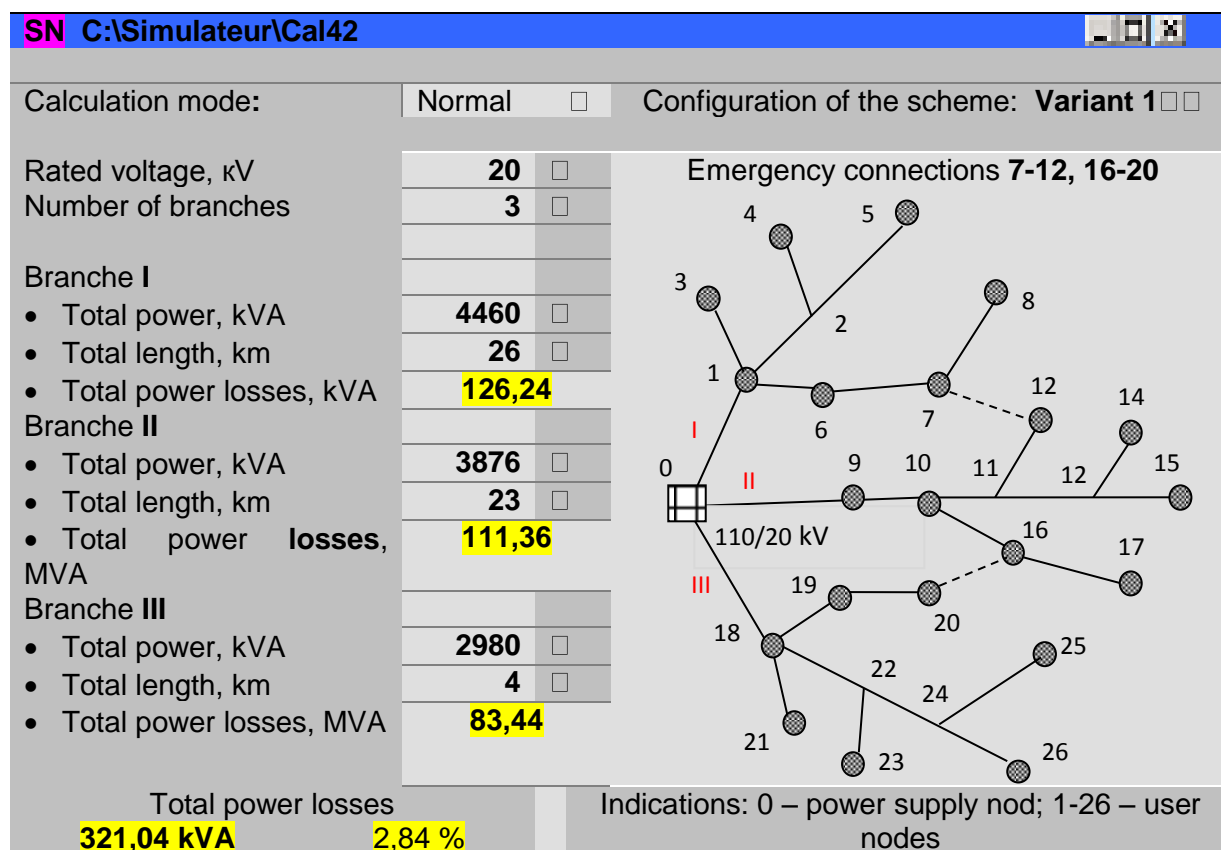 SN C:\Simulateur\Cal42
Calculation mode: Normal Configuration of the scheme: Variant 1
Rated voltage, кV 20
Number of branches 3
Branche I
• Total power, kVA 4460
• Total length, km 26
• Total power losses, kVA 126,24
Branche II
• Total power, kVA 3876
• Total length, km 23
• Total power losses, 111,36
MVA
Branche III
• Total power, kVA 2980
• Total length, km 4
• Total power losses, MVA 83,44
Total power losses
321,04 kVA 2,84 %
Emergency connections 7-12, 16-20
4 5
3
8
2
1
12
14
I
6
7
0
II
9
10
11
12
15
110/20 kV
16
17
III
19
20
18
25
22
24
21
23
26
Indications: 0 – power supply nod; 1-26 – user
nodes